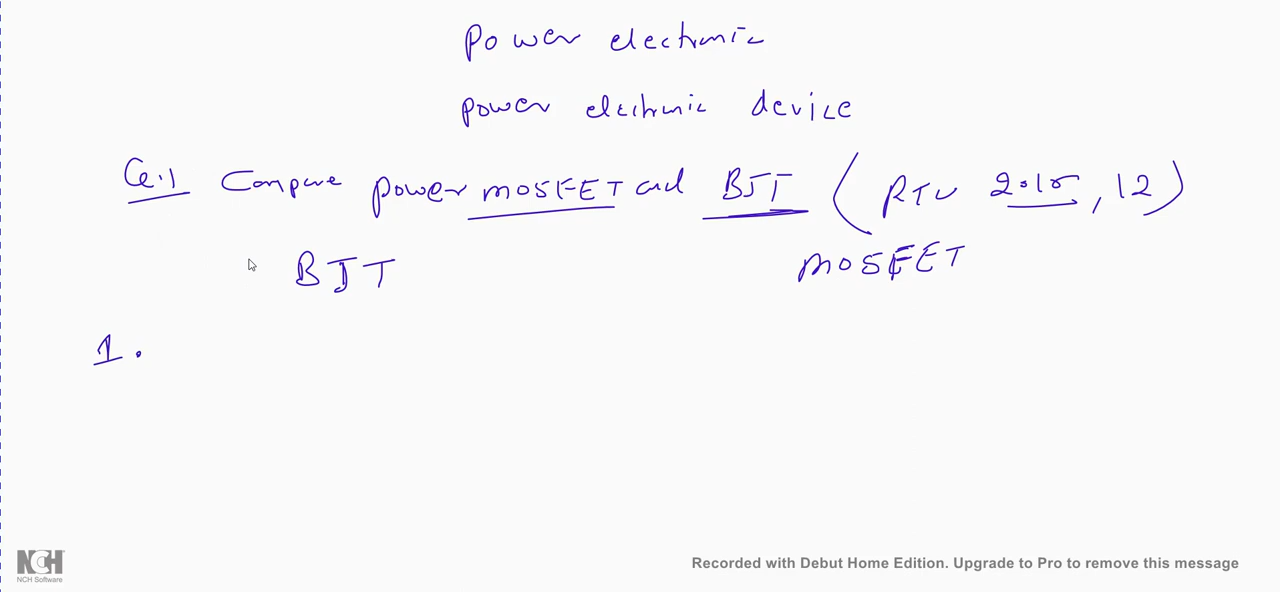 Power electronic
power electronic device
Q.1 Compare power MOSFET and BJT (RTU 2015, 12)
BJT MOSFET
1.
NCH
NCH Software
Recorded with Debut Home Edition. Upgrade to Pro to remove this message